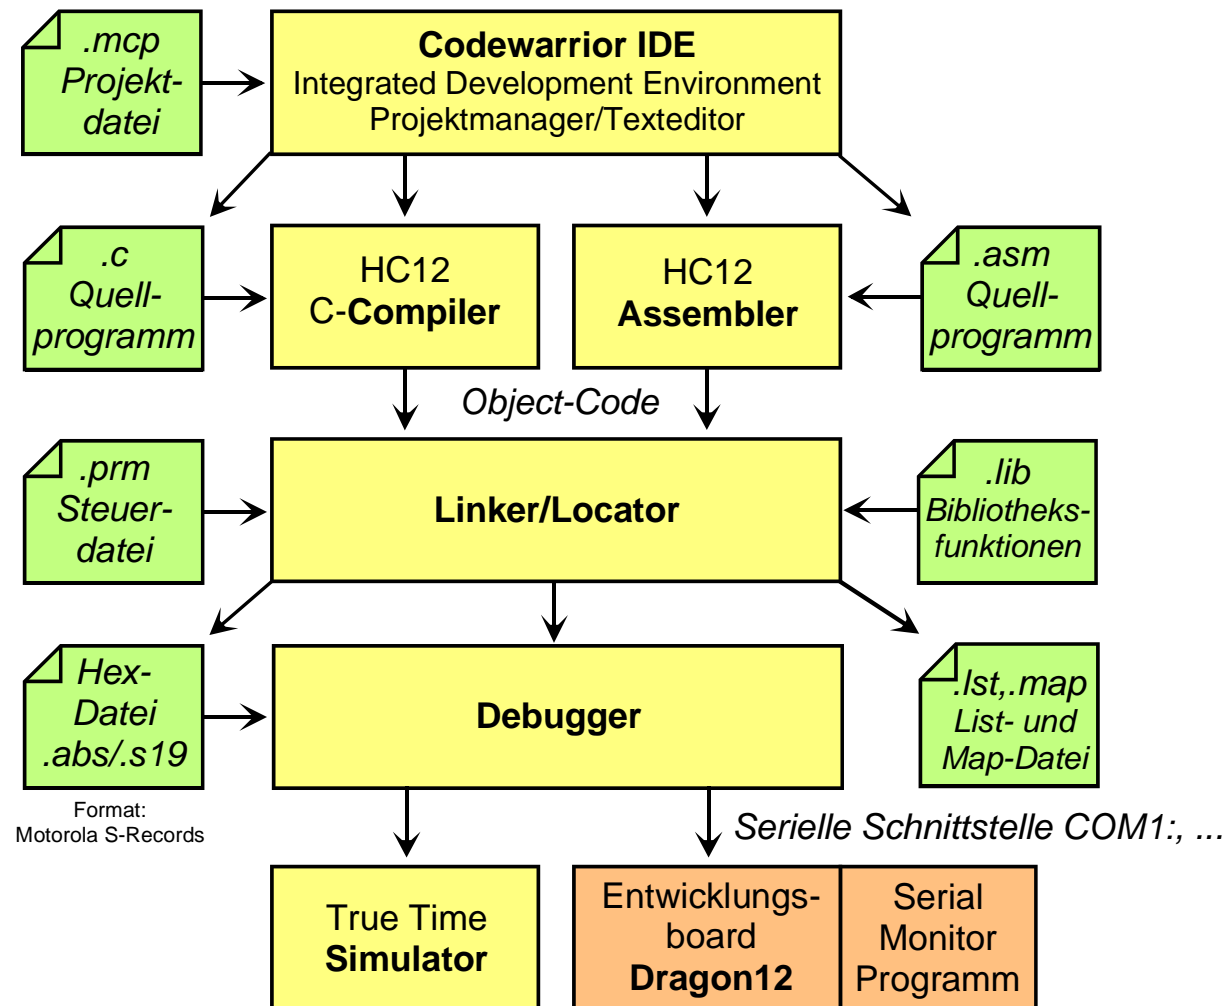 .mcp
Projekt-
datei
Codewarrior IDE
Integrated Development Environment
Projektmanager/Texteditor
.c
Quell-
programm
HC12
C-Compiler
HC12
Assembler
.asm
Quell-
programm
Object-Code
.prm
Steuer-
datei
Linker/Locator
.lib
Bibliotheks-
funktionen
Hex-
Datei
.abs/.s19
Format:
Motorola S-Records
Debugger
.lst,.map
List- und
Map-Datei
Serielle Schnittstelle COM1:, ...
True Time
Simulator
Entwicklungs-
board
Dragon12
Serial
Monitor
Programm